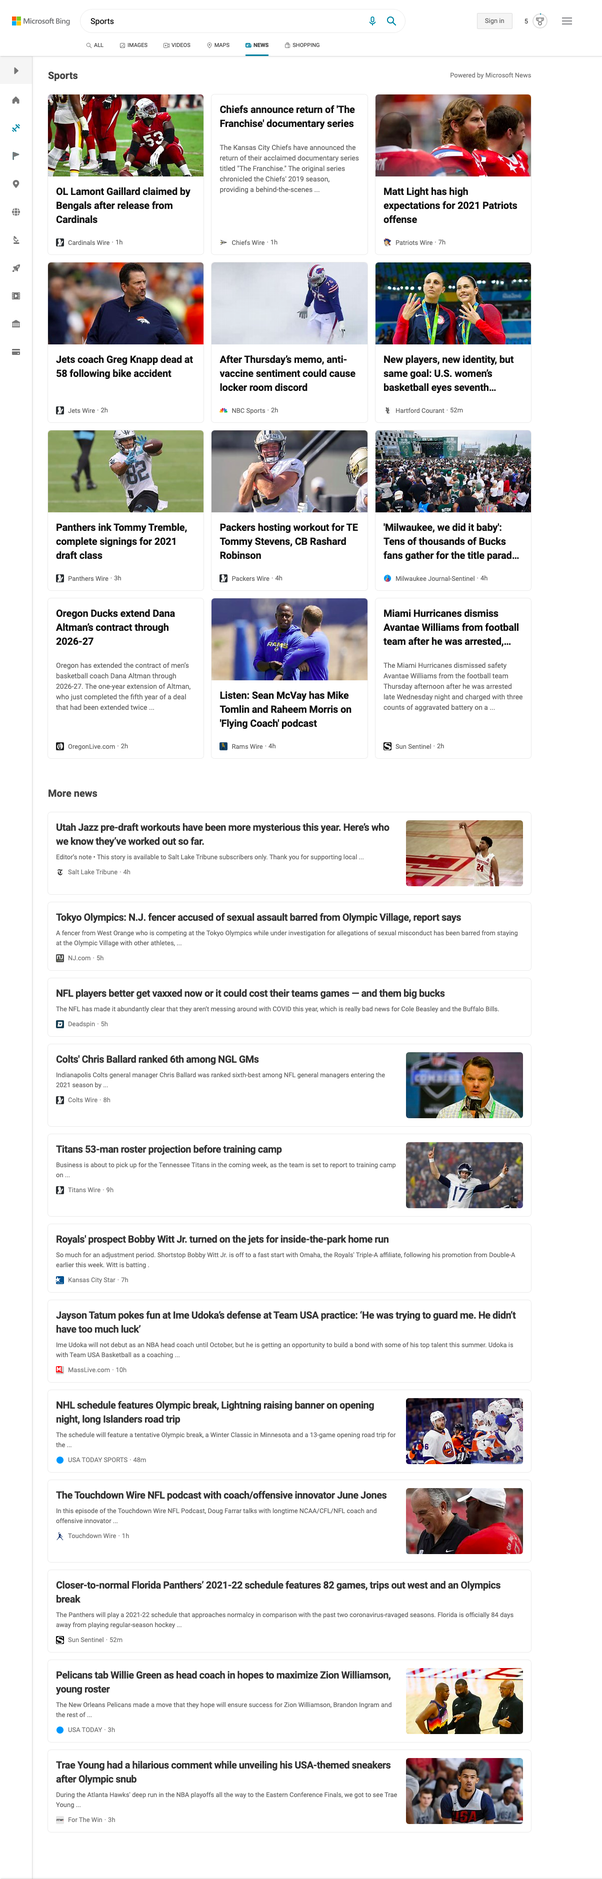 Microsoft Bing
Sports
Sign in
5
ALL
IMAGES
VIDEOS
MAPS
NEWS
SHOPPING
Sports
Powered by Microsoft News
OL Lamont Gaillard claimed by
Bengals after release from
Cardinals
Cardinals Wire · 1h
Chiefs announce return of 'The
Franchise' documentary series
The Kansas City Chiefs have announced the
return of their acclaimed documentary series
titled "The Franchise." The original series
chronicled the Chiefs' 2019 season,
providing a behind-the-scenes ...
Chiefs Wire · 1h
Matt Light has high
expectations for 2021 Patriots
offense
Patriots Wire · 7h
Jets coach Greg Knapp dead at
58 following bike accident
Jets Wire · 2h
After Thursday's memo, anti-
vaccine sentiment could cause
locker room discord
NBC Sports · 2h
New players, new identity, but
same goal: U.S. women's
basketball eyes seventh...
Hartford Courant · 52m
Panthers ink Tommy Tremble,
complete signings for 2021
draft class
Panthers Wire · 3h
Packers hosting workout for TE
Tommy Stevens, CB Rashard
Robinson
Packers Wire · 4h
'Milwaukee, we did it baby':
Tens of thousands of Bucks
fans gather for the title parad...
Milwaukee Journal-Sentinel · 4h
Oregon Ducks extend Dana
Altman's contract through
2026-27
Oregon has extended the contract of men's
basketball coach Dana Altman through
2026-27. The one-year extension of Altman,
who just completed the fifth year of a deal
that had been extended twice ...
OregonLive.com · 2h
Listen: Sean McVay has Mike
Tomlin and Raheem Morris on
'Flying Coach' podcast
Rams Wire · 4h
Miami Hurricanes dismiss
Avantae Williams from football
team after he was arrested,...
The Miami Hurricanes dismissed safety
Avantae Williams from the football team
Thursday afternoon after he was arrested
late Wednesday night and charged with three
counts of aggravated battery on a ...
Sun Sentinel · 2h
More news
Utah Jazz pre-draft workouts have been more mysterious this year. Here's who
we know they've worked out so far.
Editor's note • This story is available to Salt Lake Tribune subscribers only. Thank you for supporting local ...
Salt Lake Tribune · 4h
Tokyo Olympics: N.J. fencer accused of sexual assault barred from Olympic Village, report says
A fencer from West Orange who is competing at the Tokyo Olympics while under investigation for allegations of sexual misconduct has been barred from staying
at the Olympic Village with other athletes, ...
NJ.com · 5h
NFL players better get vaxxed now or it could cost their teams games — and them big bucks
The NFL has made it abundantly clear that they aren't messing around with COVID this year, which is really bad news for Cole Beasley and the Buffalo Bills.
Deadspin · 5h
Colts' Chris Ballard ranked 6th among NGL GMs
Indianapolis Colts general manager Chris Ballard was ranked sixth-best among NFL general managers entering the
2021 season by ...
Colts Wire · 8h
Titans 53-man roster projection before training camp
Business is about to pick up for the Tennessee Titans in the coming week, as the team is set to report to training camp
on ...
Titans Wire · 9h
Royals' prospect Bobby Witt Jr. turned on the jets for inside-the-park home run
So much for an adjustment period. Shortstop Bobby Witt Jr. is off to a fast start with Omaha, the Royals' Triple-A affiliate, following his promotion from Double-A
earlier this week. Witt is batting .
Kansas City Star · 7h
Jayson Tatum pokes fun at Ime Udoka's defense at Team USA practice: 'He was trying to guard me. He didn't
have too much luck'
Ime Udoka will not debut as an NBA head coach until October, but he is getting an opportunity to build a bond with some of his top talent this summer. Udoka is
with Team USA Basketball as a coaching ...
MassLive.com · 10h
NHL schedule features Olympic break, Lightning raising banner on opening
night, long Islanders road trip
The schedule will feature a tentative Olympic break, a Winter Classic in Minnesota and a 13-game opening road trip for
the ...
USA TODAY SPORTS · 48m
The Touchdown Wire NFL podcast with coach/offensive innovator June Jones
In this episode of the Touchdown Wire NFL Podcast, Doug Farrar talks with longtime NCAA/CFL/NFL coach and
offensive innovator ...
Touchdown Wire · 1h
Closer-to-normal Florida Panthers' 2021-22 schedule features 82 games, trips out west and an Olympics
break
The Panthers will play a 2021-22 schedule that approaches normalcy in comparison with the past two coronavirus-ravaged seasons. Florida is officially 84 days
away from playing regular-season hockey ...
Sun Sentinel · 52m
Pelicans tab Willie Green as head coach in hopes to maximize Zion Williamson,
young roster
The New Orleans Pelicans made a move that they hope will ensure success for Zion Williamson, Brandon Ingram and
the rest of ...
USA TODAY · 3h
Trae Young had a hilarious comment while unveiling his USA-themed sneakers
after Olympic snub
During the Atlanta Hawks' deep run in the NBA playoffs all the way to the Eastern Conference Finals, we got to see Trae
Young ...
For The Win · 3h